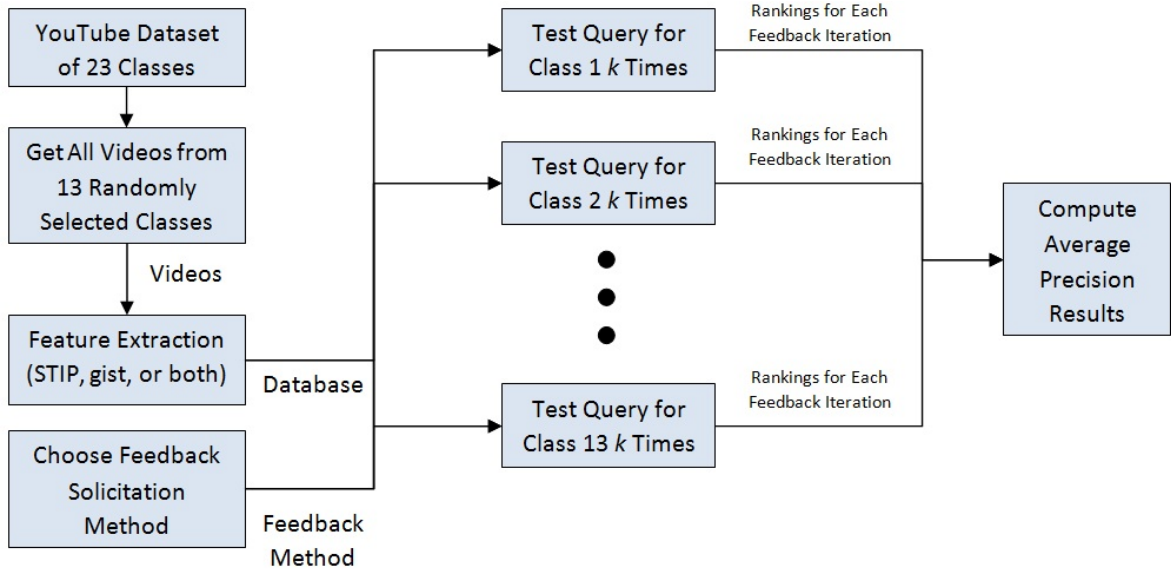 YouTube Dataset
of 23 Classes
Get All Videos from
13 Randomly
Selected Classes
Videos
Feature Extraction
(STIP, gist, or both)
Database
Choose Feedback
Solicitation
Method
Feedback
Method
Test Query for
Class 1 k Times
Rankings for Each
Feedback Iteration
Test Query for
Class 2 k Times
Rankings for Each
Feedback Iteration
Test Query for
Class 13 k Times
Rankings for Each
Feedback Iteration
Compute
Average
Precision
Results